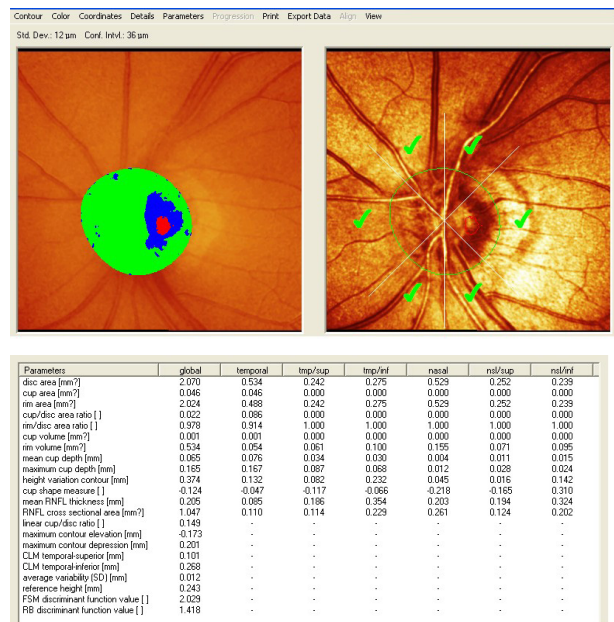 Contour Color Coordinates Details Parameters Progression Print Export Data Align View
Std. Dev.: 12 µm Conf. Intvl.: 36 µm
Parameters global temporal tmp/sup tmp/inf nasal nsl/sup nsl/inf
disc area [mm?] 2.070 0.534 0.242 0.275 0.529 0.252 0.239
cup area [mm?] 0.046 0.046 0.000 0.000 0.000 0.000 0.000
rim area [mm?] 2.024 0.488 0.242 0.275 0.529 0.252 0.239
cup/disc area ratio [ ] 0.022 0.086 0.000 0.000 0.000 0.000 0.000
rim/disc area ratio [ ] 0.978 0.914 1.000 1.000 1.000 1.000 1.000
cup volume [mm?] 0.001 0.001 0.000 0.000 0.000 0.000 0.000
rim volume [mm?] 0.534 0.054 0.061 0.100 0.155 0.071 0.095
mean cup depth [mm] 0.065 0.076 0.034 0.030 0.004 0.011 0.015
maximum cup depth [mm] 0.165 0.167 0.087 0.068 0.012 0.028 0.024
height variation contour [mm] 0.374 0.132 0.082 0.232 0.045 0.016 0.142
cup shape measure [ ] -0.124 -0.047 -0.117 -0.066 -0.218 -0.165 0.310
mean RNFL thickness [mm] 0.205 0.085 0.186 0.354 0.203 0.194 0.324
RNFL cross sectional area [mm?] 1.047 0.110 0.114 0.229 0.261 0.124 0.202
linear cup/disc ratio [ ] 0.149 - - - - - -
maximum contour elevation [mm] -0.173 - - - - - -
maximum contour depression [mm] 0.201 - - - - - -
CLM temporal-superior [mm] 0.101 - - - - - -
CLM temporal-inferior [mm] 0.268 - - - - - -
average variability (SD) [mm] 0.012 - - - - - -
reference height [mm] 0.243 - - - - - -
FSM discriminant function value [ ] 2.029 - - - - - -
RB discriminant function value [ ] 1.418 - - - - - -